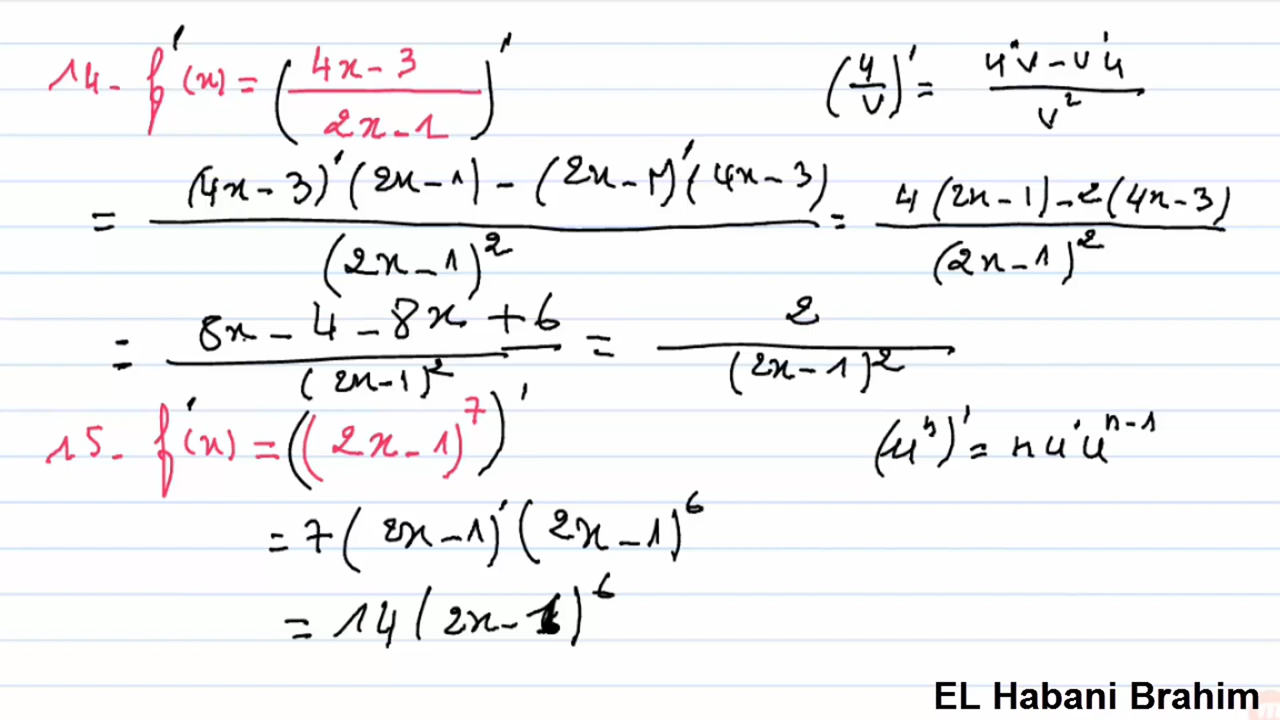 14- f'(x) = ((4x-3)/(2x-1))' (u/v)' = (u'v - v'u)/v²
= ((4x-3)'(2x-1) - (2x-1)'(4x-3))/(2x-1)² = (4(2x-1)-2(4x-3))/(2x-1)²
= (8x-4-8x+6)/(2x-1)² = 2/(2x-1)²
15- f'(x) = ((2x-1)⁷)' (uⁿ)' = n u' uⁿ⁻¹
= 7(2x-1)'(2x-1)⁶
= 14(2x-1)⁶
EL Habani Brahim